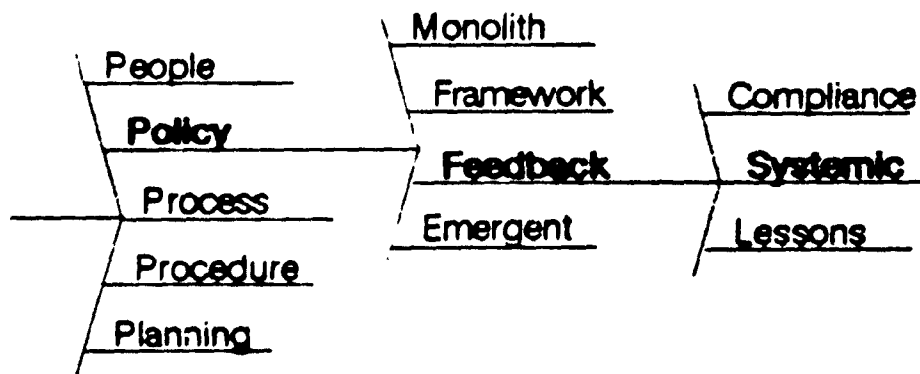 People
Policy
Process
Procedure
Planning
Monolith
Framework
Feedback
Emergent
Compliance
Systemic
Lessons